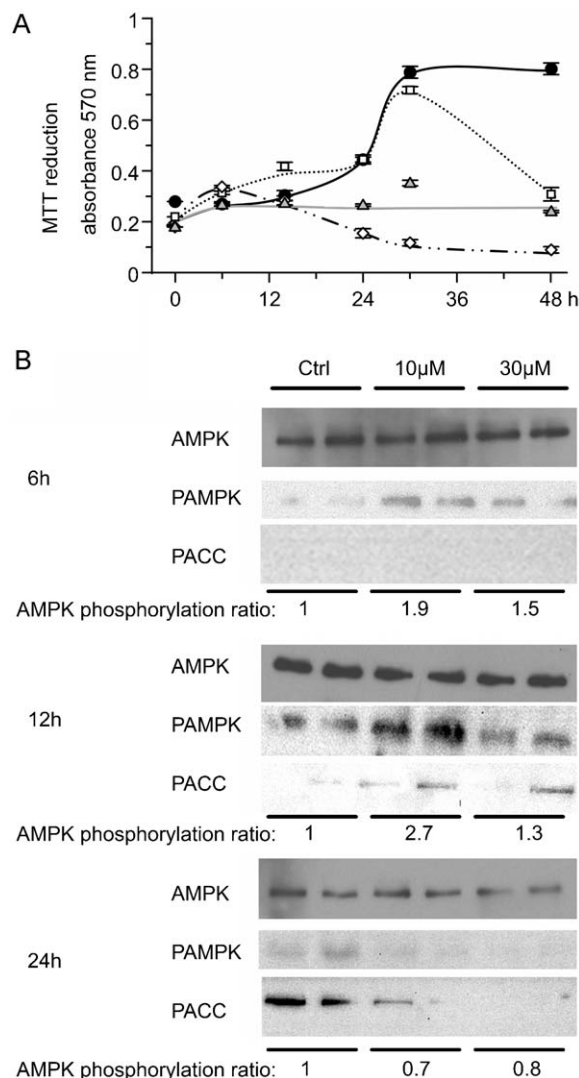 A
MTT reduction
absorbance 570 nm
1
0.8
0.6
0.4
0.2
0
0 12 24 36 48 h
B
Ctrl 10µM 30µM
AMPK
6h
PAMPK
PACC
AMPK phosphorylation ratio: 1 1.9 1.5
AMPK
12h
PAMPK
PACC
AMPK phosphorylation ratio: 1 2.7 1.3
AMPK
24h
PAMPK
PACC
AMPK phosphorylation ratio: 1 0.7 0.8